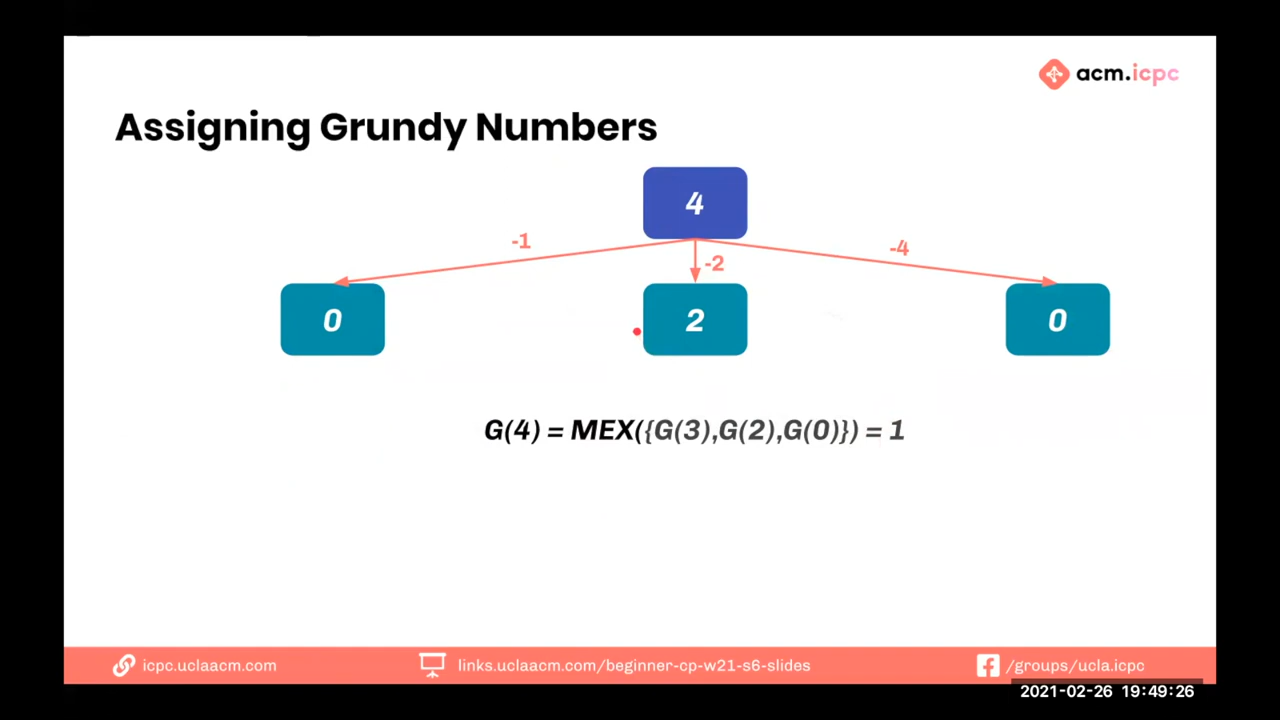 acm.icpc
Assigning Grundy Numbers
4
-1
-2
-4
0
2
0
G(4) = MEX({G(3),G(2),G(0)}) = 1
icpc.uclaacm.com
links.uclaacm.com/beginner-cp-w21-s6-slides
/groups/ucla.icpc
2021-02-26 19:49:26